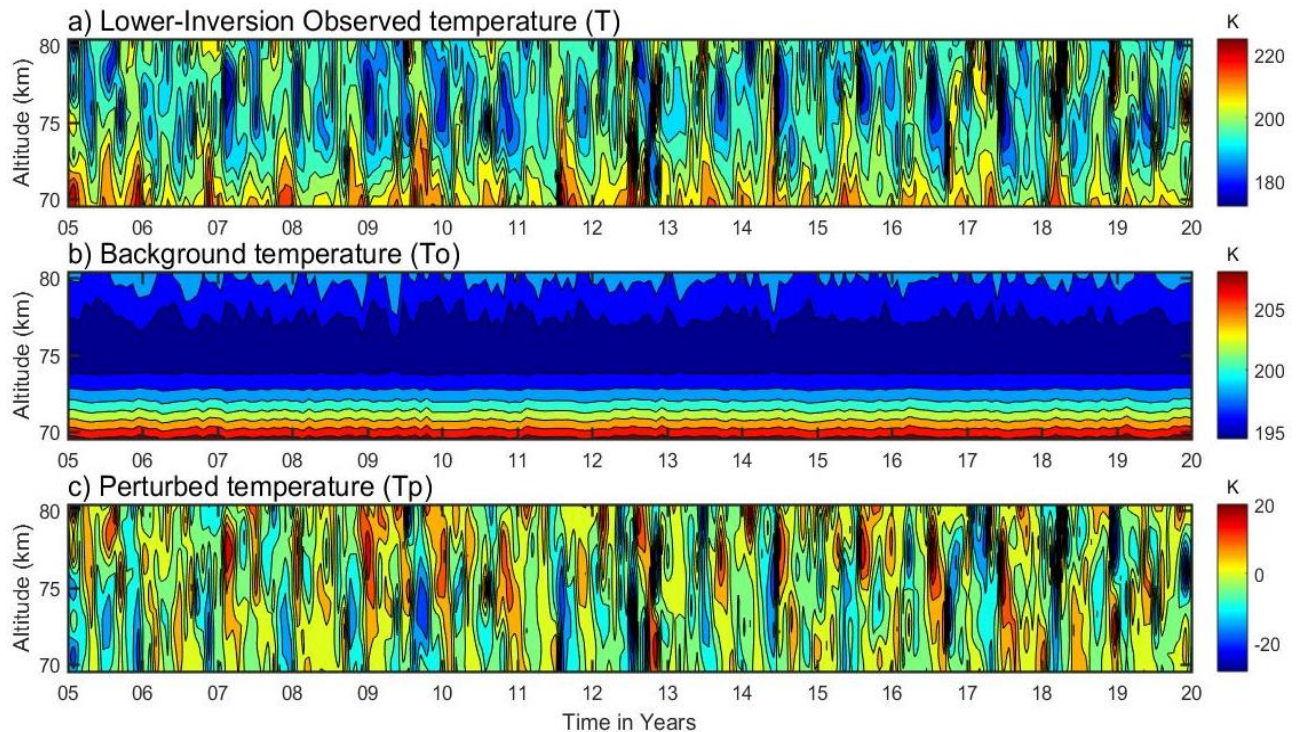 a) Lower-Inversion Observed temperature (T)
K
80
75
70
Altitude (km)
220
200
180
05 06 07 08 09 10 11 12 13 14 15 16 17 18 19 20
b) Background temperature (To)
K
80
75
70
Altitude (km)
205
200
195
05 06 07 08 09 10 11 12 13 14 15 16 17 18 19 20
c) Perturbed temperature (Tp)
K
80
75
70
Altitude (km)
20
0
-20
05 06 07 08 09 10 11 12 13 14 15 16 17 18 19 20
Time in Years